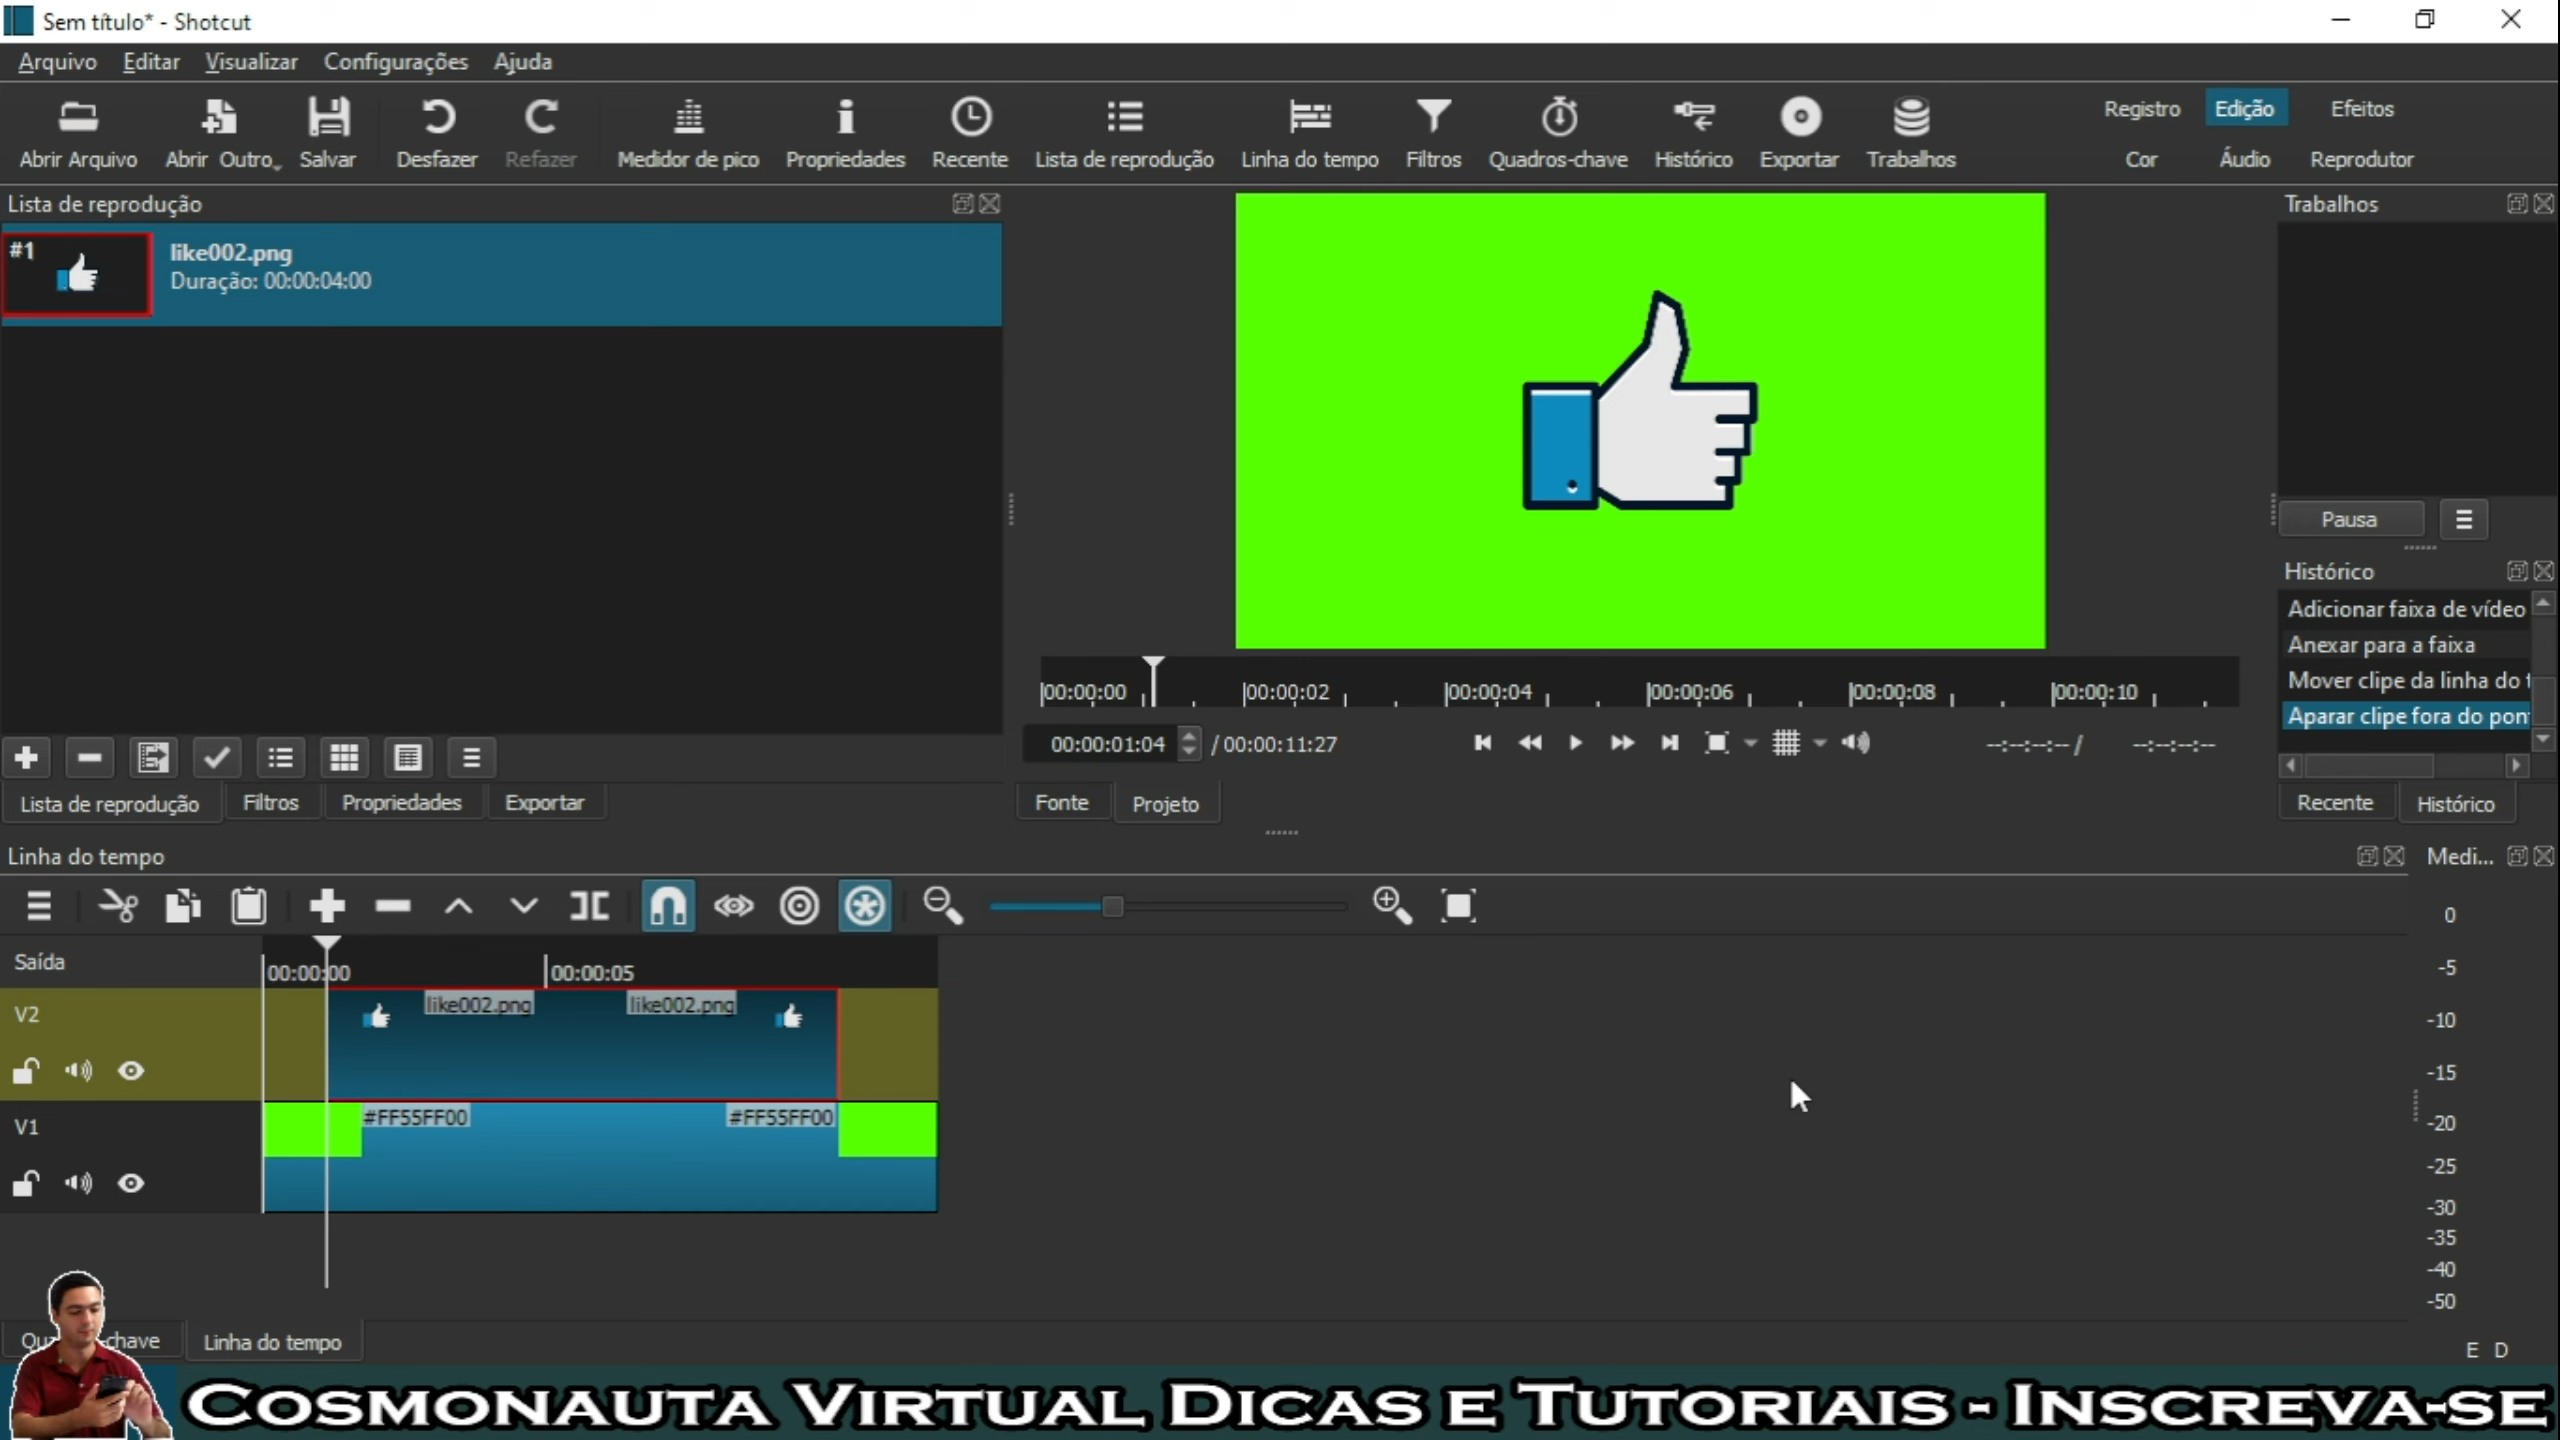 Sem título* - Shotcut
Arquivo Editar Visualizar Configurações Ajuda
Abrir Arquivo Abrir Outro Salvar Desfazer Refazer Medidor de pico Propriedades Recente Lista de reprodução Linha do tempo Filtros Quadros-chave Histórico Exportar Trabalhos
Registro Edição Efeitos
Cor Áudio Reprodutor
Lista de reprodução
#1 like002.png
Duração: 00:00:04:00
Lista de reprodução Filtros Propriedades Exportar
00:00:00 00:00:02 00:00:04 00:00:06 00:00:08 00:00:10
00:00:01:04 / 00:00:11:27 --:--:--:-- / --:--:--:--
Fonte Projeto
Trabalhos
Pausa
Histórico
Adicionar faixa de vídeo
Anexar para a faixa
Mover clipe da linha do t
Aparar clipe fora do pon
Recente Histórico
Linha do tempo
Medi...
Saída
00:00:00 00:00:05
V2
like002.png like002.png
V1
#FF55FF00 #FF55FF00
0
-5
-10
-15
-20
-25
-30
-35
-40
-50
E D
Linha do tempo
Cosmonauta Virtual Dicas e Tutoriais - Inscreva-se